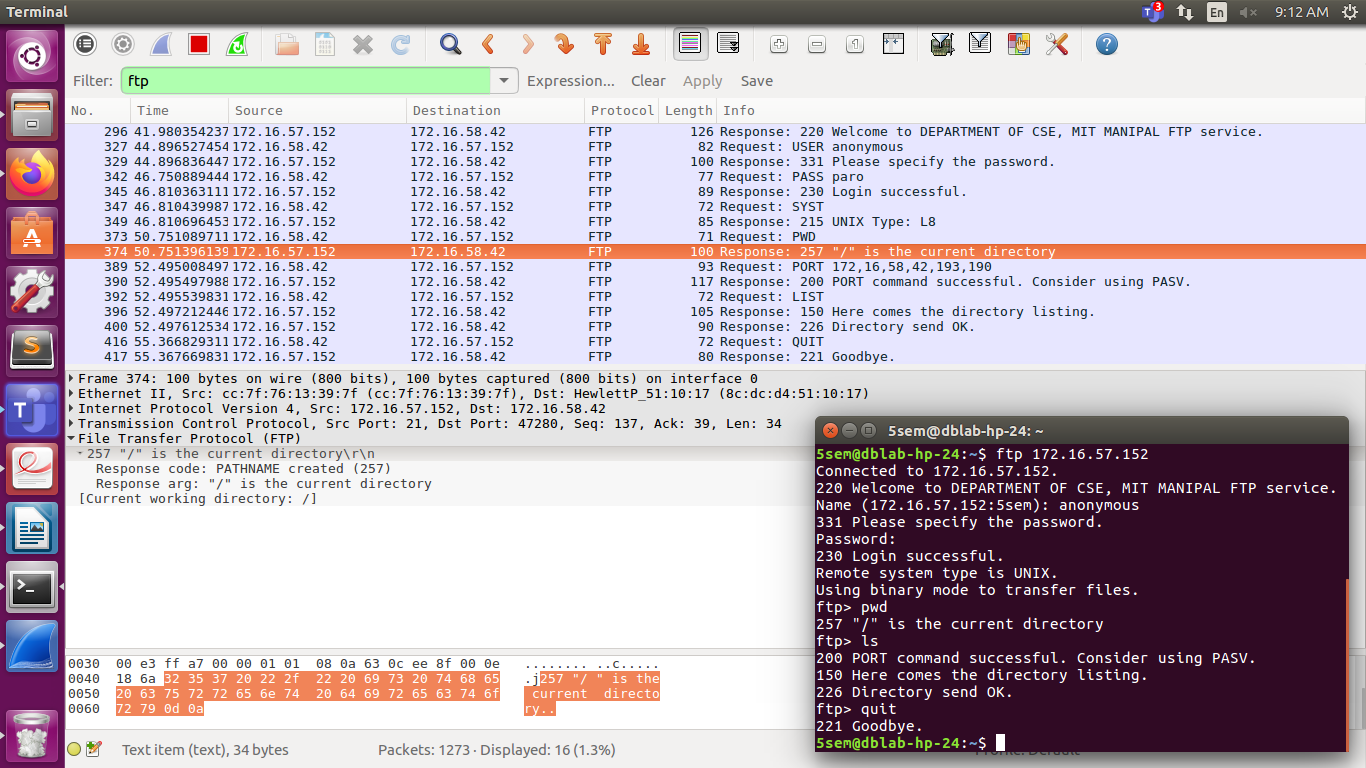 Terminal
3
En
9:12 AM
Filter: ftp Expression... Clear Apply Save
No. Time Source Destination Protocol Length Info
296 41.980354237 172.16.57.152 172.16.58.42 FTP 126 Response: 220 Welcome to DEPARTMENT OF CSE, MIT MANIPAL FTP service.
327 44.896527454 172.16.58.42 172.16.57.152 FTP 82 Request: USER anonymous
329 44.896836447 172.16.57.152 172.16.58.42 FTP 100 Response: 331 Please specify the password.
342 46.750889444 172.16.58.42 172.16.57.152 FTP 77 Request: PASS paro
345 46.810363111 172.16.57.152 172.16.58.42 FTP 89 Response: 230 Login successful.
347 46.810439987 172.16.58.42 172.16.57.152 FTP 72 Request: SYST
349 46.810696453 172.16.57.152 172.16.58.42 FTP 85 Response: 215 UNIX Type: L8
373 50.751089711 172.16.58.42 172.16.57.152 FTP 71 Request: PWD
374 50.751396139 172.16.57.152 172.16.58.42 FTP 100 Response: 257 "/" is the current directory
389 52.495008497 172.16.58.42 172.16.57.152 FTP 93 Request: PORT 172,16,58,42,193,190
390 52.495497988 172.16.57.152 172.16.58.42 FTP 117 Response: 200 PORT command successful. Consider using PASV.
392 52.495539831 172.16.58.42 172.16.57.152 FTP 72 Request: LIST
396 52.497212446 172.16.57.152 172.16.58.42 FTP 105 Response: 150 Here comes the directory listing.
400 52.497612534 172.16.57.152 172.16.58.42 FTP 90 Response: 226 Directory send OK.
416 55.366829311 172.16.58.42 172.16.57.152 FTP 72 Request: QUIT
417 55.367669831 172.16.57.152 172.16.58.42 FTP 80 Response: 221 Goodbye.
Frame 374: 100 bytes on wire (800 bits), 100 bytes captured (800 bits) on interface 0
Ethernet II, Src: cc:7f:76:13:39:7f (cc:7f:76:13:39:7f), Dst: HewlettP_51:10:17 (8c:dc:d4:51:10:17)
Internet Protocol Version 4, Src: 172.16.57.152, Dst: 172.16.58.42
Transmission Control Protocol, Src Port: 21, Dst Port: 47280, Seq: 137, Ack: 39, Len: 34
File Transfer Protocol (FTP)
257 "/" is the current directory\r\n
Response code: PATHNAME created (257)
Response arg: "/" is the current directory
[Current working directory: /]
0030 00 e3 ff a7 00 00 01 01 08 0a 63 0c ee 8f 00 0e ........ ..c.....
0040 18 6a 32 35 37 20 22 2f 22 20 69 73 20 74 68 65 .j257 "/ " is the
0050 20 63 75 72 72 65 6e 74 20 64 69 72 65 63 74 6f current directo
0060 72 79 0d 0a ry..
Text item (text), 34 bytes Packets: 1273 · Displayed: 16 (1.3%)
5sem@dblab-hp-24: ~
5sem@dblab-hp-24:~$ ftp 172.16.57.152
Connected to 172.16.57.152.
220 Welcome to DEPARTMENT OF CSE, MIT MANIPAL FTP service.
Name (172.16.57.152:5sem): anonymous
331 Please specify the password.
Password:
230 Login successful.
Remote system type is UNIX.
Using binary mode to transfer files.
ftp> pwd
257 "/" is the current directory
ftp> ls
200 PORT command successful. Consider using PASV.
150 Here comes the directory listing.
226 Directory send OK.
ftp> quit
221 Goodbye.
5sem@dblab-hp-24:~$